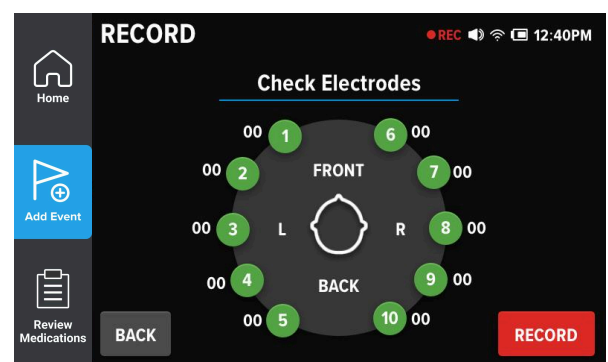 RECORD
REC 12:40PM
Check Electrodes
Home
00 1
6 00
00 2
FRONT
7 00
Add Event
00 3
L
R
8 00
00 4
BACK
9 00
00 5
10 00
Review
Medications
BACK
RECORD